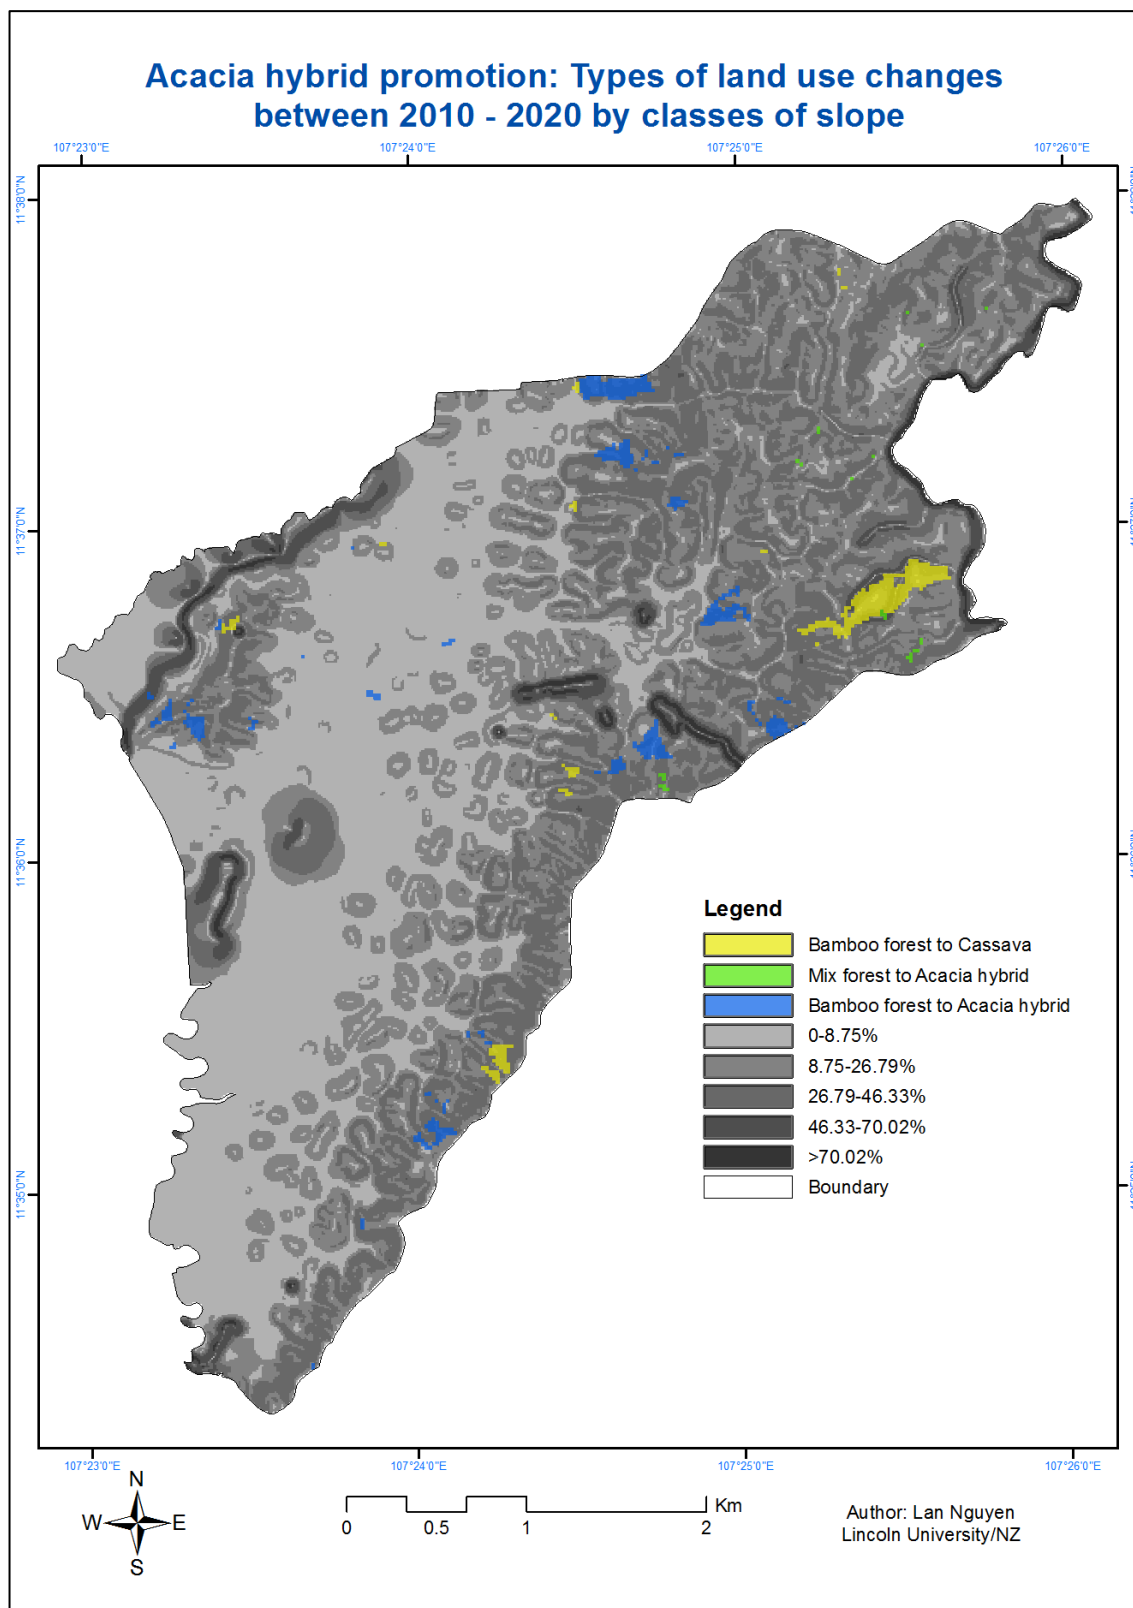 Acacia hybrid promotion: Types of land use changes
between 2010 - 2020 by classes of slope
107°23'0"E 107°24'0"E 107°25'0"E 107°26'0"E
11°38'0"N
11°37'0"N
11°36'0"N
11°35'0"N
Legend
Bamboo forest to Cassava
Mix forest to Acacia hybrid
Bamboo forest to Acacia hybrid
0-8.75%
8.75-26.79%
26.79-46.33%
46.33-70.02%
>70.02%
Boundary
107°23'0"E 107°24'0"E 107°25'0"E 107°26'0"E
N
W E
S
Km
0 0.5 1 2
Author: Lan Nguyen
Lincoln University/NZ